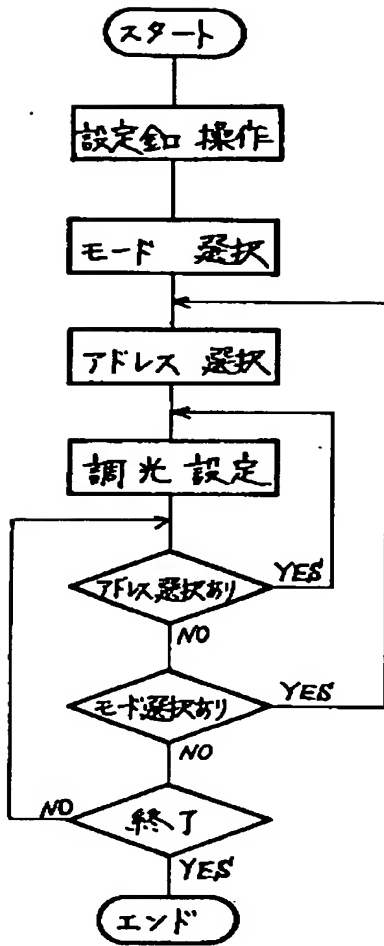 スタート
設定釦 操作
モード 選択
アドレス 選択
調光 設定
アドレス選択あり
YES
NO
モード選択あり
YES
NO
終了
NO
YES
エンド